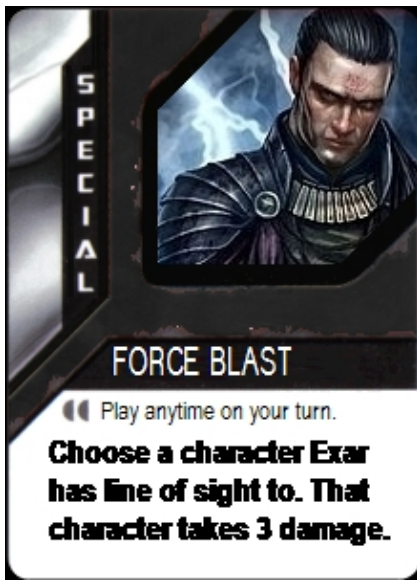 SPECIAL
FORCE BLAST
Play anytime on your turn.
Choose a character Exar
has line of sight to. That
character takes 3 damage.